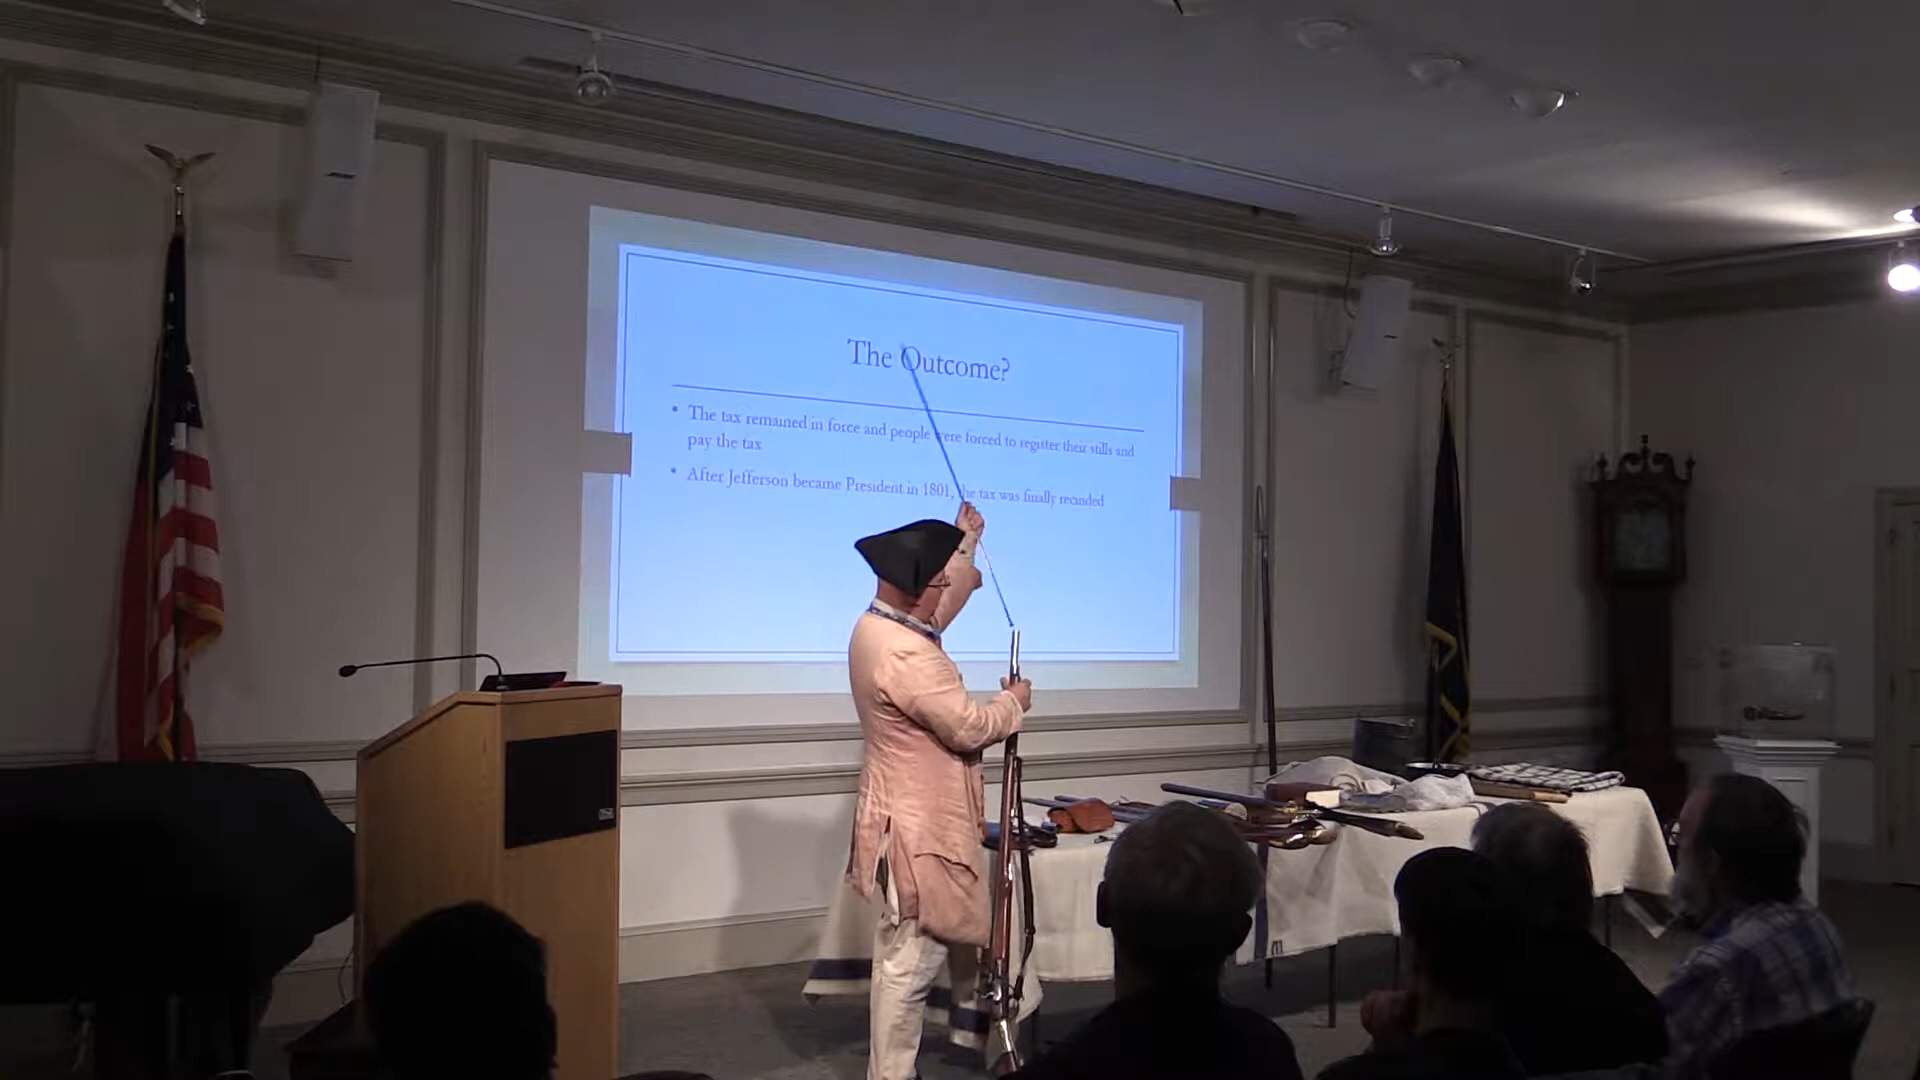 The Outcome?
The tax remained in force and people were forced to register their stills and
pay the tax
After Jefferson became President in 1801, the tax was finally recinded